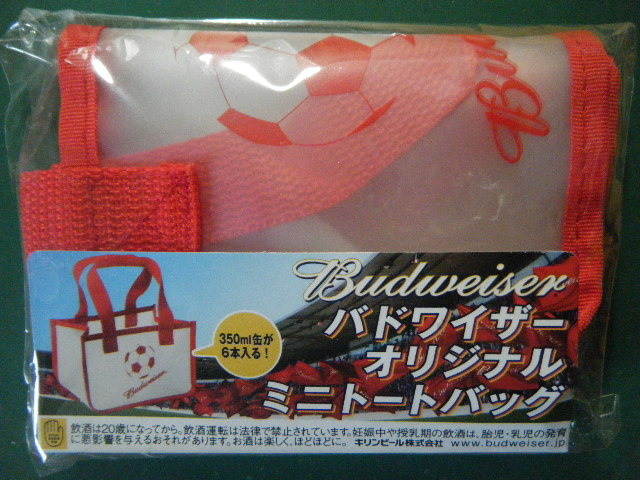 Bu
Budweiser
バドワイザー
オリジナル
ミニトートバッグ
350ml缶が
6本入る!
Budweiser
飲酒は20歳になってから。飲酒運転は法律で禁止されています。妊娠中や授乳期の飲酒は、胎児・乳児の発育
に悪影響を与えるおそれがあります。お酒は楽しく、ほどほどに。 キリンビール株式会社 www.budweiser.jp